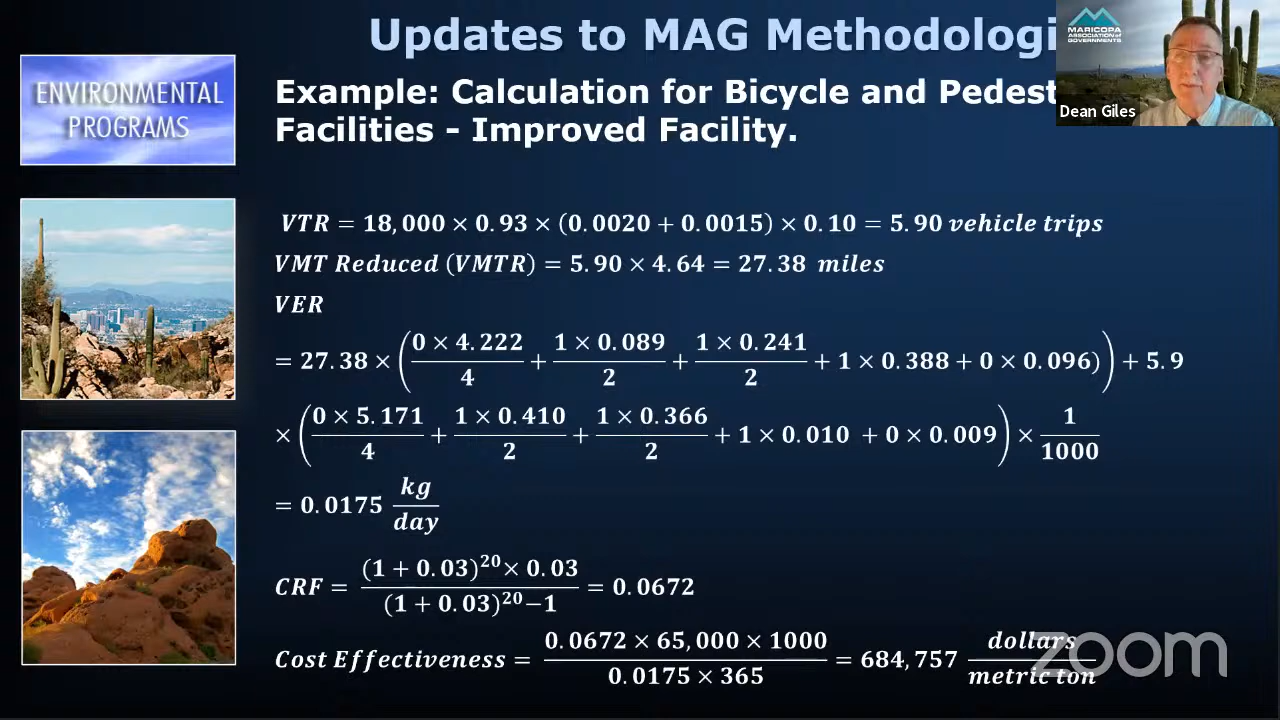 Updates to MAG Methodologi
MARICOPA
ASSOCIATION of
GOVERNMENTS
ENVIRONMENTAL
PROGRAMS
Example: Calculation for Bicycle and Pedest
Facilities - Improved Facility.
Dean Giles
VTR = 18,000 × 0.93 × (0.0020 + 0.0015) × 0.10 = 5.90 vehicle trips
VMT Reduced (VMTR) = 5.90 × 4.64 = 27.38 miles
VER
= 27.38 × (0 × 4.222/4 + 1 × 0.089/2 + 1 × 0.241/2 + 1 × 0.388 + 0 × 0.096)) + 5.9
× (0 × 5.171/4 + 1 × 0.410/2 + 1 × 0.366/2 + 1 × 0.010 + 0 × 0.009) × 1/1000
= 0.0175 kg/day
CRF = (1 + 0.03)^20 × 0.03/(1 + 0.03)^20 − 1 = 0.0672
Cost Effectiveness = 0.0672 × 65,000 × 1000/0.0175 × 365 = 684,757 dollars/metric ton
zoom